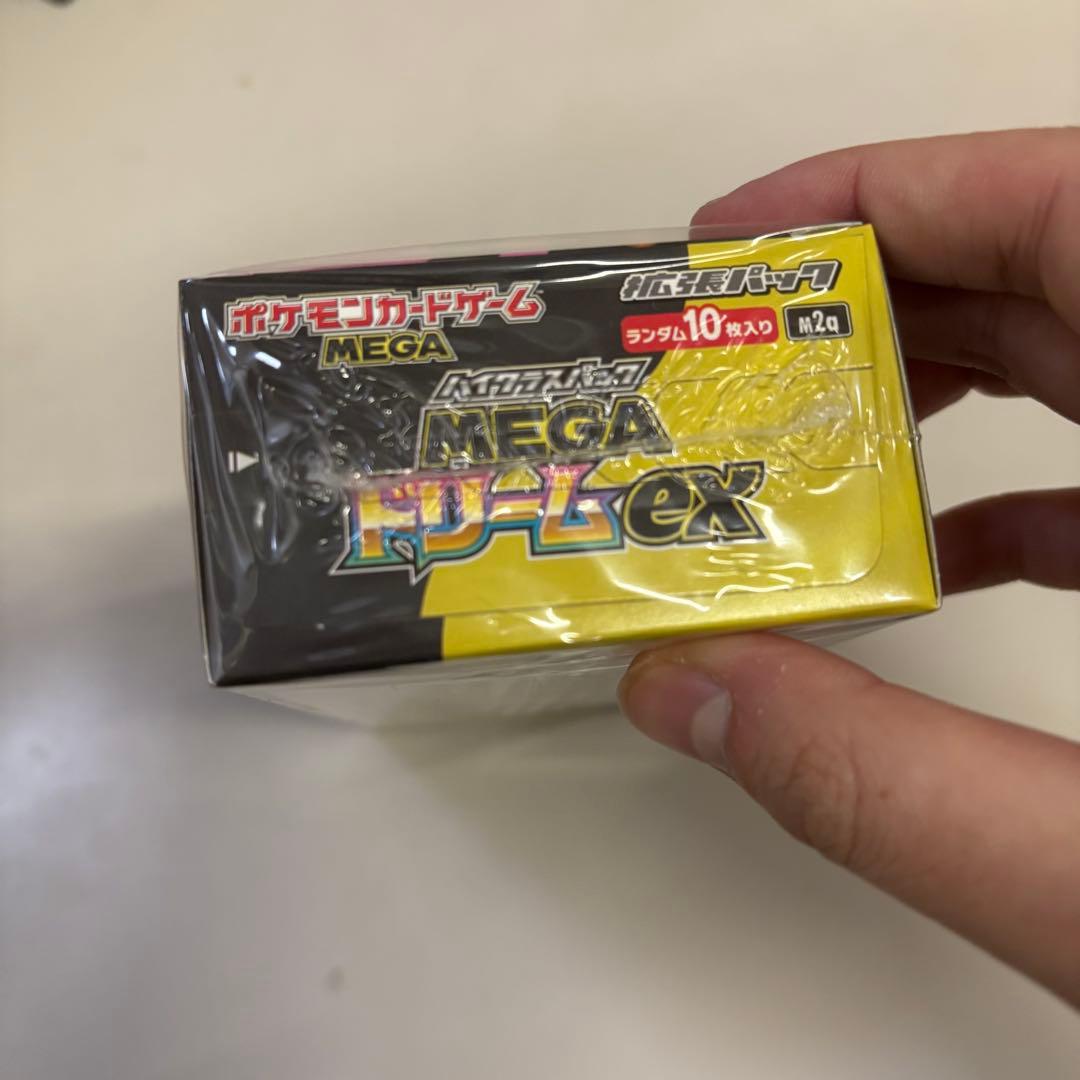 ポケモンカードゲーム
MEGA
拡張パック
ランダム10枚入り
M2a
ハイクラスパック
MEGA
ドリームex